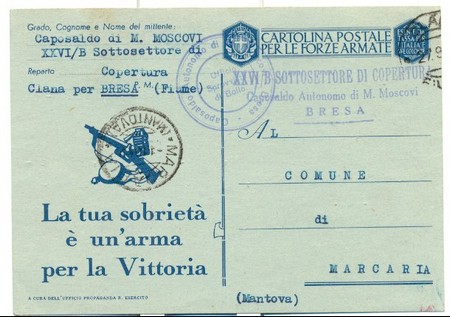 Grado, Cognome e Nome del mittente:
Caposaldo di M. MOSCOVI
XXVI/B Sottosettore di
Reparto Copertura
Clana per BRESA P.M. (Fiume)
CARTOLINA POSTALE
PER LE FORZE ARMATE
XXVI/B SOTTOSETTORE DI COPERTURA
Caposaldo Autonomo di M. Moscovi
BRESA
AL
COMUNE
di
MARCARIA
(Mantova)
(MANTOVA)
La tua sobrietà
è un'arma
per la Vittoria
A CURA DELL'UFFICIO PROPAGANDA R. ESERCITO